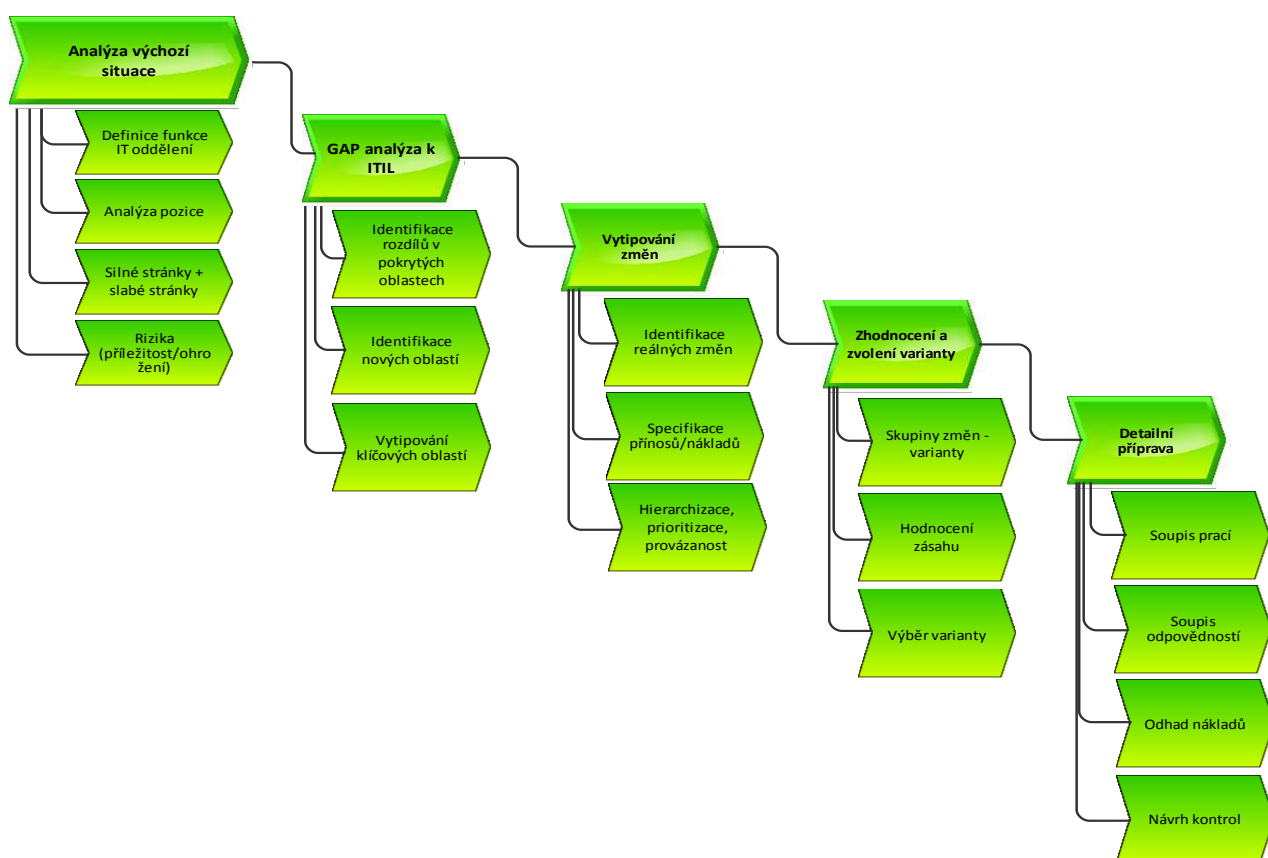 Analýza výchozí
situace
Definice funkce
IT oddělení
Analýza pozice
Silné stránky +
slabé stránky
Rizika
(příležitost/ohro
žení)
GAP analýza k
ITIL
Identifikace
rozdílů v
pokrytých
oblastech
Identifikace
nových oblastí
Vytipování
klíčových oblastí
Vytipování
změn
Identifikace
reálných změn
Specifikace
přínosů/nákladů
Hierarchizace,
prioritizace,
provázanost
Zhodnocení a
zvolení varianty
Skupiny změn -
varianty
Hodnocení
zásahu
Výběr varianty
Detailní
příprava
Soupis prací
Soupis
odpovědností
Odhad nákladů
Návrh kontrol